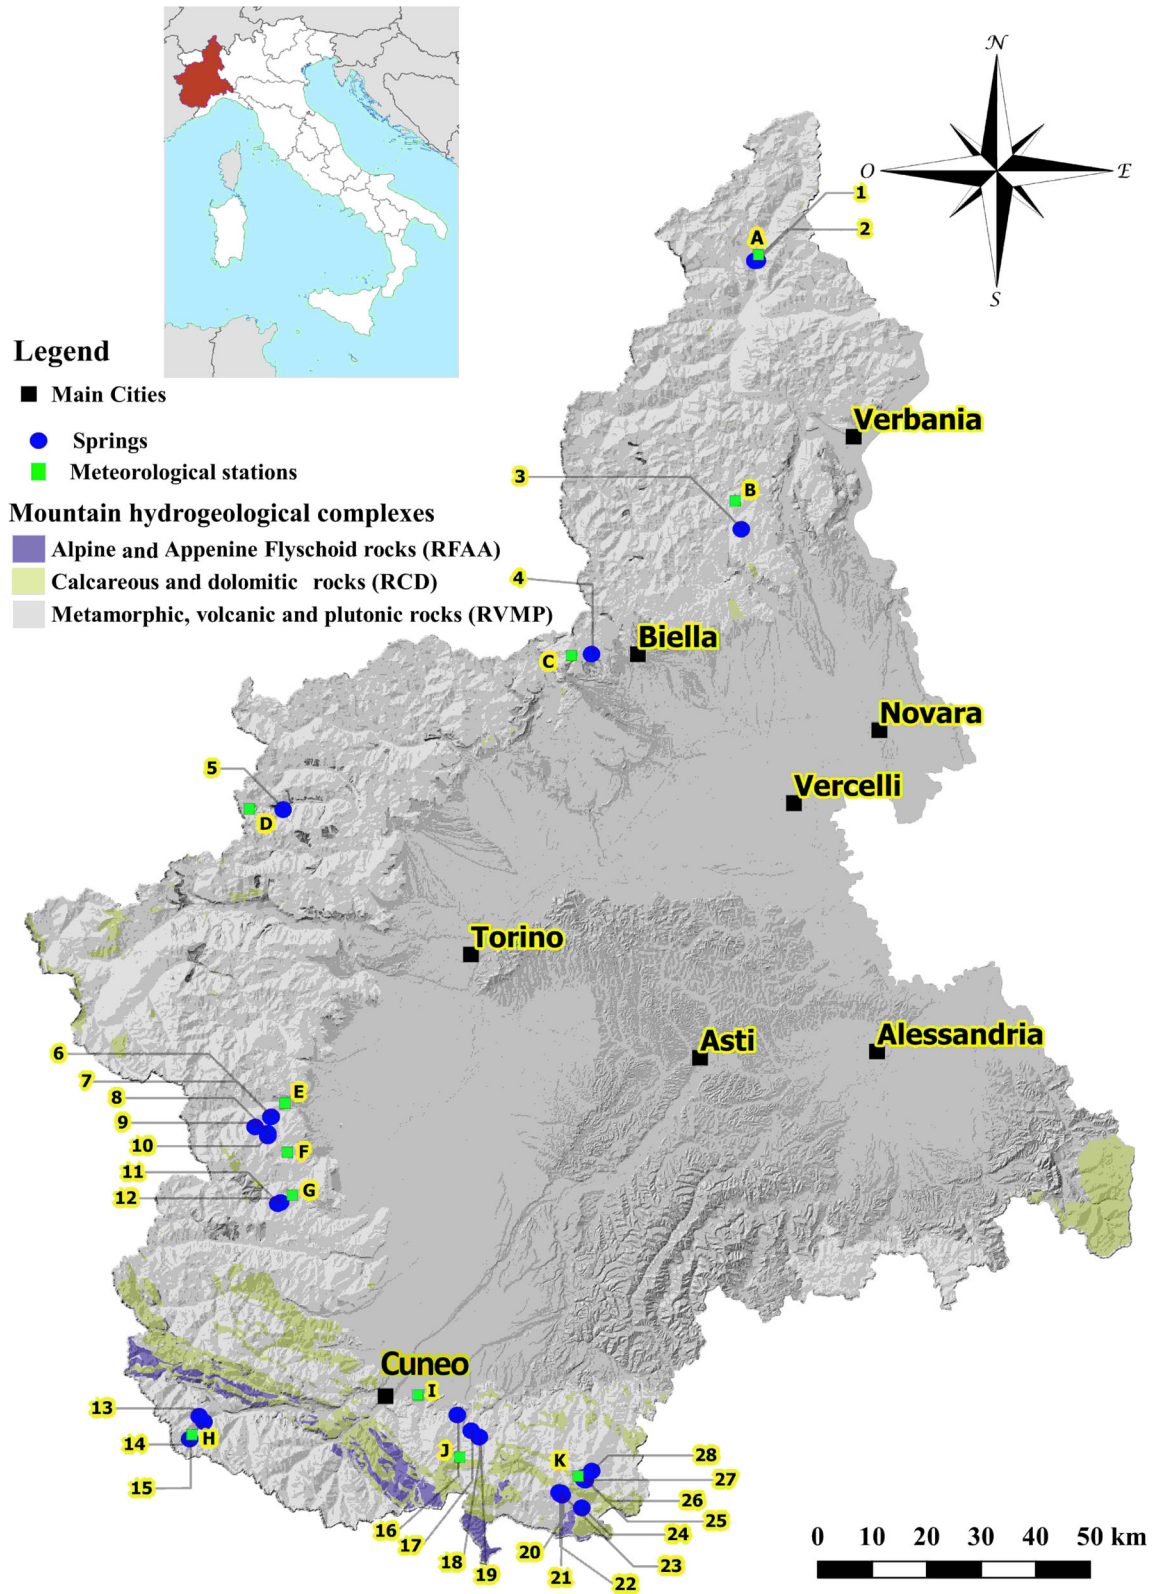 N
O
E
S
1
2
A
Legend
Main Cities
Springs
Meteorological stations
Mountain hydrogeological complexes
Alpine and Appenine Flyschoid rocks (RFAA)
Calcareous and dolomitic rocks (RCD)
Metamorphic, volcanic and plutonic rocks (RVMP)
Verbania
3
B
4
Biella
C
Novara
5
Vercelli
D
Torino
Asti
Alessandria
6
7
E
8
9
10
F
11
12
G
Cuneo
I
13
14
H
15
J
K
28
27
26
25
16
17
18
19
20
21
22
23
24
0 10 20 30 40 50 km